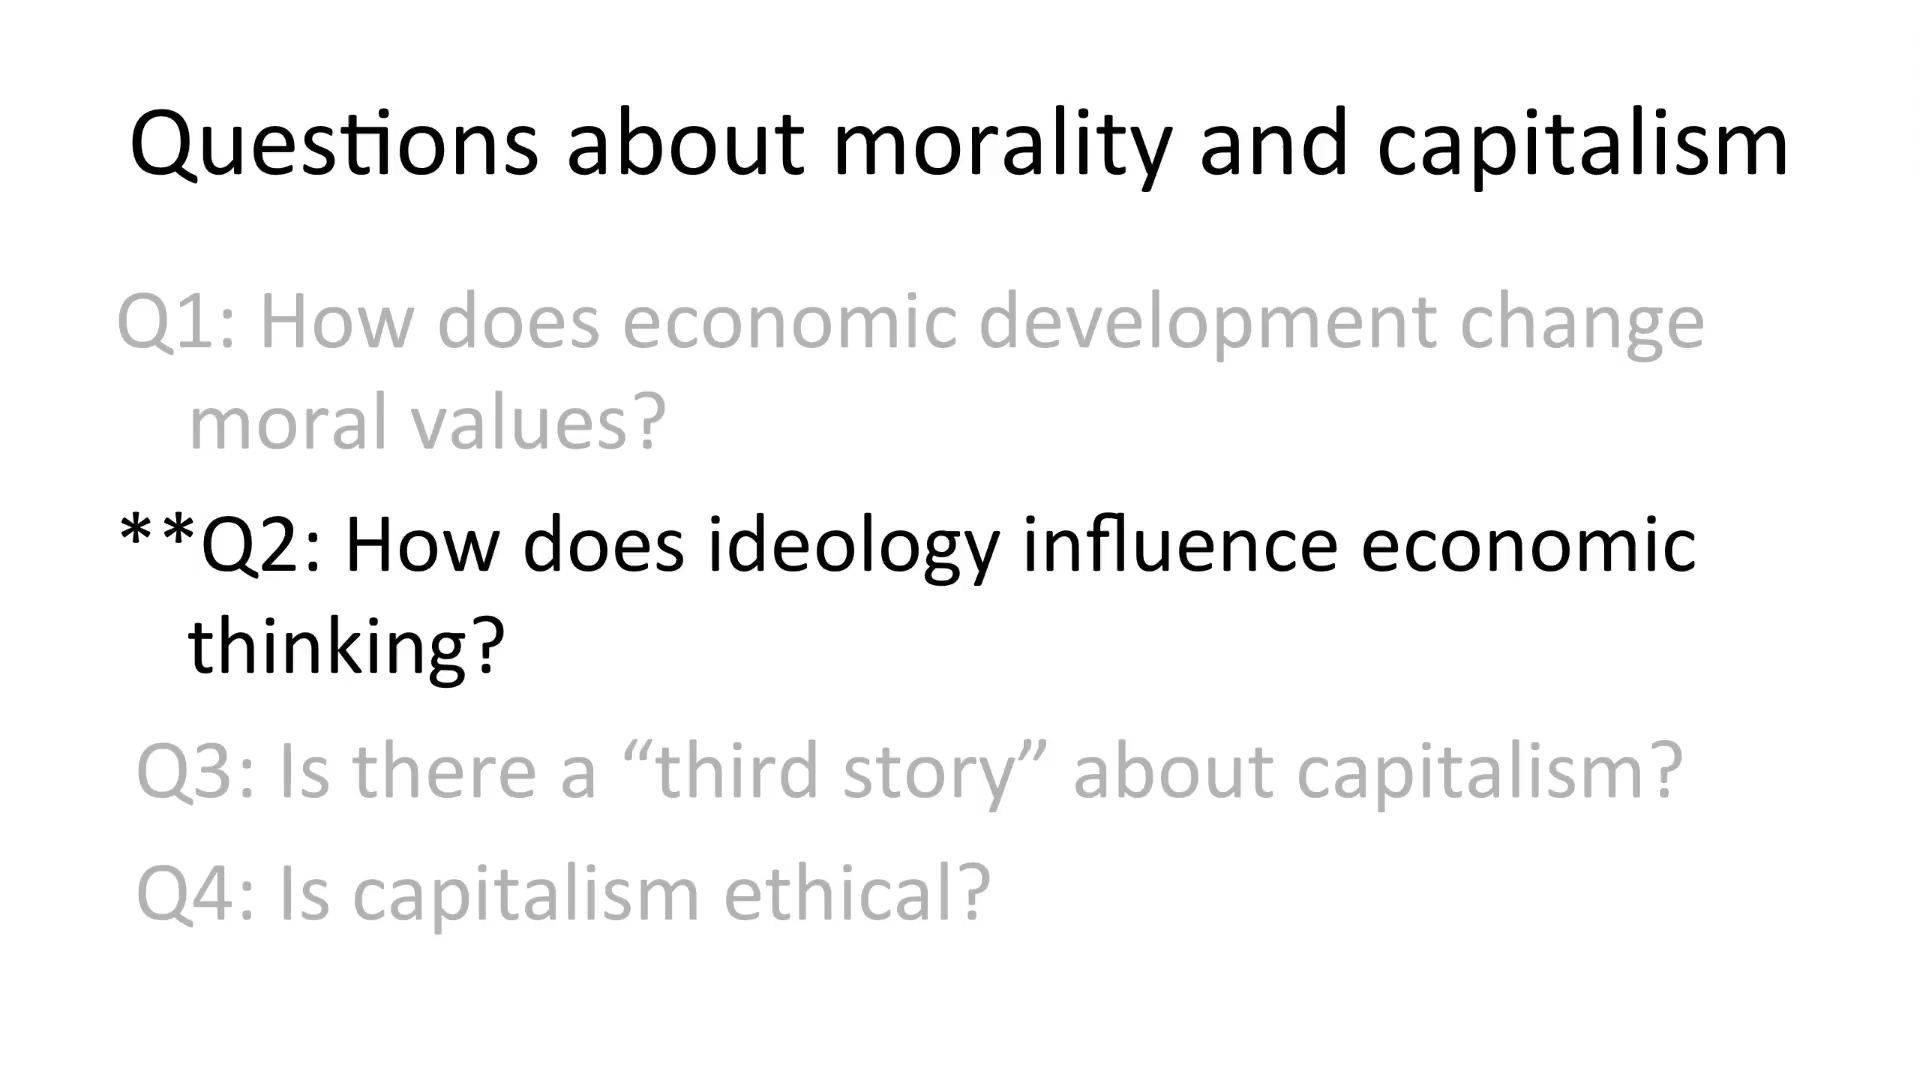 Questions about morality and capitalism
Q1: How does economic development change
moral values?
**Q2: How does ideology influence economic
thinking?
Q3: Is there a “third story” about capitalism?
Q4: Is capitalism ethical?